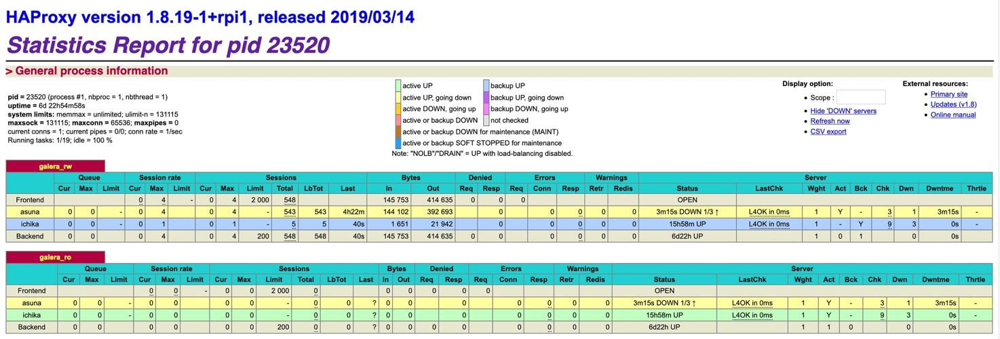 HAProxy version 1.8.19-1+rpi1, released 2019/03/14
Statistics Report for pid 23520
> General process information
pid = 23520 (process #1, nbproc = 1, nbthread = 1)
uptime = 6d 22h54m58s
system limits: memmax = unlimited; ulimit-n = 131115
maxsock = 131115; maxconn = 65536; maxpipes = 0
current conns = 1; current pipes = 0/0; conn rate = 1/sec
Running tasks: 1/19; idle = 100 %
active UP backup UP
active UP, going down backup UP, going down
active DOWN, going up backup DOWN, going up
active or backup DOWN not checked
active or backup DOWN for maintenance (MAINT)
active or backup SOFT STOPPED for maintenance
Note: "NOLB"/"DRAIN" = UP with load-balancing disabled.
Display option:
• Scope :
• Hide 'DOWN' servers
• Refresh now
• CSV export
External resources:
• Primary site
• Updates (v1.8)
• Online manual
galera_rw
Queue Session rate Sessions Bytes Denied Errors Warnings Server
Cur Max Limit Cur Max Limit Cur Max Limit Total LbTot Last In Out Req Resp Req Conn Resp Retr Redis Status LastChk Wght Act Bck Chk Dwn Dwntme Thrtle
Frontend 0 4 - 0 4 2 000 548 145 753 414 635 0 0 0 OPEN
asuna 0 0 - 0 4 0 4 - 543 543 4h22m 144 102 392 693 0 0 0 0 0 3m15s DOWN 1/3 ↑ L4OK in 0ms 1 Y - 3 1 3m15s -
ichika 0 0 - 0 1 0 1 - 5 5 40s 1 651 21 942 0 0 0 0 0 15h58m UP L4OK in 0ms 1 - Y 9 3 0s -
Backend 0 0 0 4 0 4 200 548 548 40s 145 753 414 635 0 0 0 0 0 0 6d22h UP 1 0 1 0 0s
galera_ro
Queue Session rate Sessions Bytes Denied Errors Warnings Server
Cur Max Limit Cur Max Limit Cur Max Limit Total LbTot Last In Out Req Resp Req Conn Resp Retr Redis Status LastChk Wght Act Bck Chk Dwn Dwntme Thrtle
Frontend 0 0 - 0 0 2 000 0 0 0 0 0 0 OPEN
asuna 0 0 - 0 0 0 0 - 0 0 ? 0 0 0 0 0 0 0 3m15s DOWN 1/3 ↑ L4OK in 0ms 1 Y - 3 1 3m15s -
ichika 0 0 - 0 0 0 0 - 0 0 ? 0 0 0 0 0 0 0 15h58m UP L4OK in 0ms 1 Y - 9 3 0s -
Backend 0 0 0 0 0 0 200 0 0 ? 0 0 0 0 0 0 0 0 6d22h UP 1 1 0 0 0s